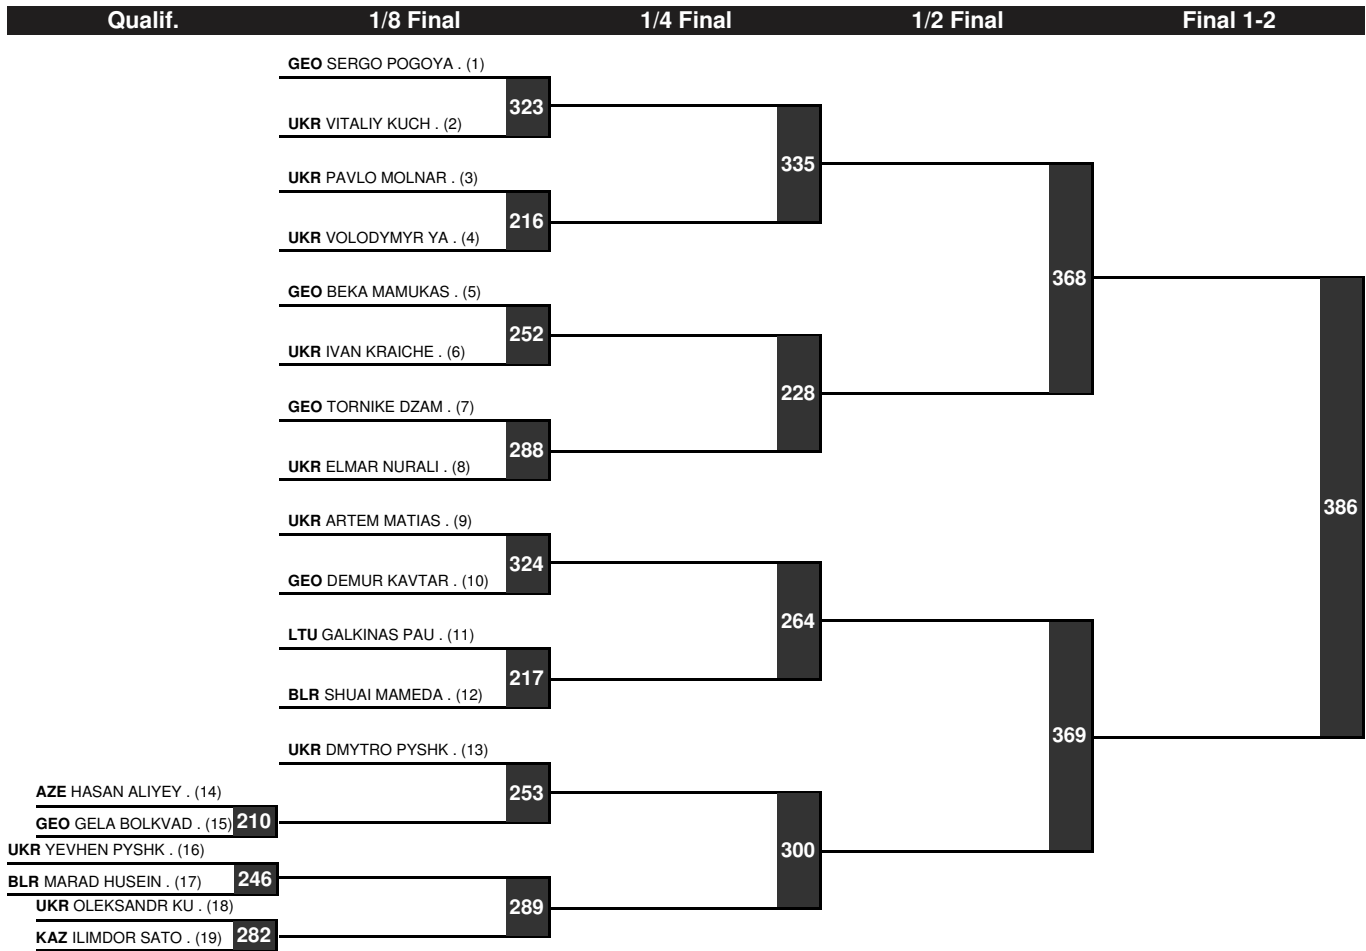 Qualif. 1/8 Final 1/4 Final 1/2 Final Final 1-2
GEO SERGO POGOYA . (1)
323
UKR VITALIY KUCH . (2)
335
UKR PAVLO MOLNAR . (3)
216
UKR VOLODYMYR YA . (4)
368
GEO BEKA MAMUKAS . (5)
252
UKR IVAN KRAICHE . (6)
228
GEO TORNIKE DZAM . (7)
288
UKR ELMAR NURALI . (8)
386
UKR ARTEM MATIAS . (9)
324
GEO DEMUR KAVTAR . (10)
264
LTU GALKINAS PAU . (11)
217
BLR SHUAI MAMEDA . (12)
369
UKR DMYTRO PYSHK . (13)
AZE HASAN ALIYEY . (14)
253
GEO GELA BOLKVAD . (15) 210
UKR YEVHEN PYSHK . (16)
300
BLR MARAD HUSEIN . (17) 246
UKR OLEKSANDR KU . (18)
289
KAZ ILIMDOR SATO . (19) 282